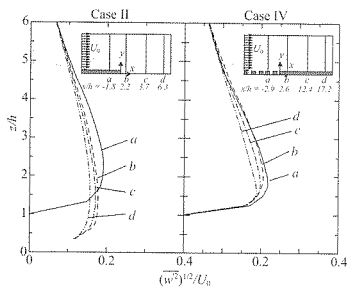 Case II
Case IV
6
5
4
3
2
1
0
z/h
U₀
y
x
a b c d
x/h = -1.8 2.2 3.7 6.3
a
b
c
d
U₀
y
x
a b c d
x/h = -2.9 2.6 12.4 17.2
d
c
b
a
0 0.2 0.4 0.2 0.4
(w²)^1/2/U₀